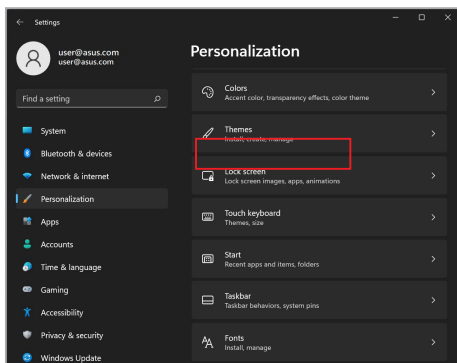 Settings
user@asus.com
user@asus.com
Find a setting
System
Bluetooth & devices
Network & internet
Personalization
Apps
Accounts
Time & language
Gaming
Accessibility
Privacy & security
Windows Update
Personalization
Colors
Accent color, transparency effects, color theme
Themes
Install, create, manage
Lock screen
Lock screen images, apps, animations
Touch keyboard
Themes, size
Start
Recent apps and items, folders
Taskbar
Taskbar behaviors, system pins
Fonts
Install, manage